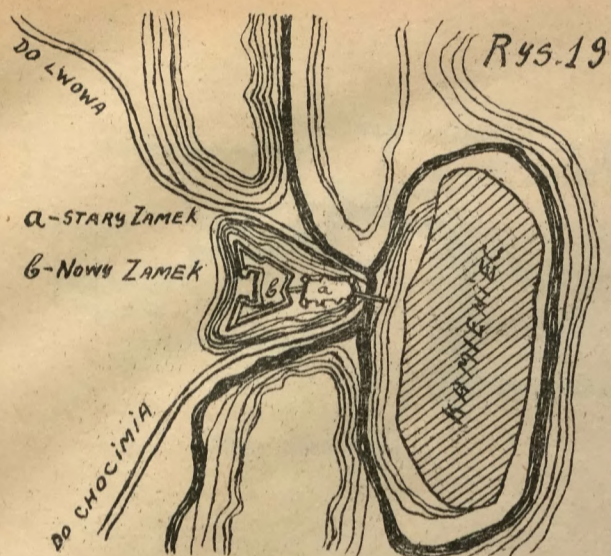 Rys.19
DO LWOWA
a-STARY ZAMEK
b-NOWY ZAMEK
b
a
KAMIENIEC
DO CHOCIMIA